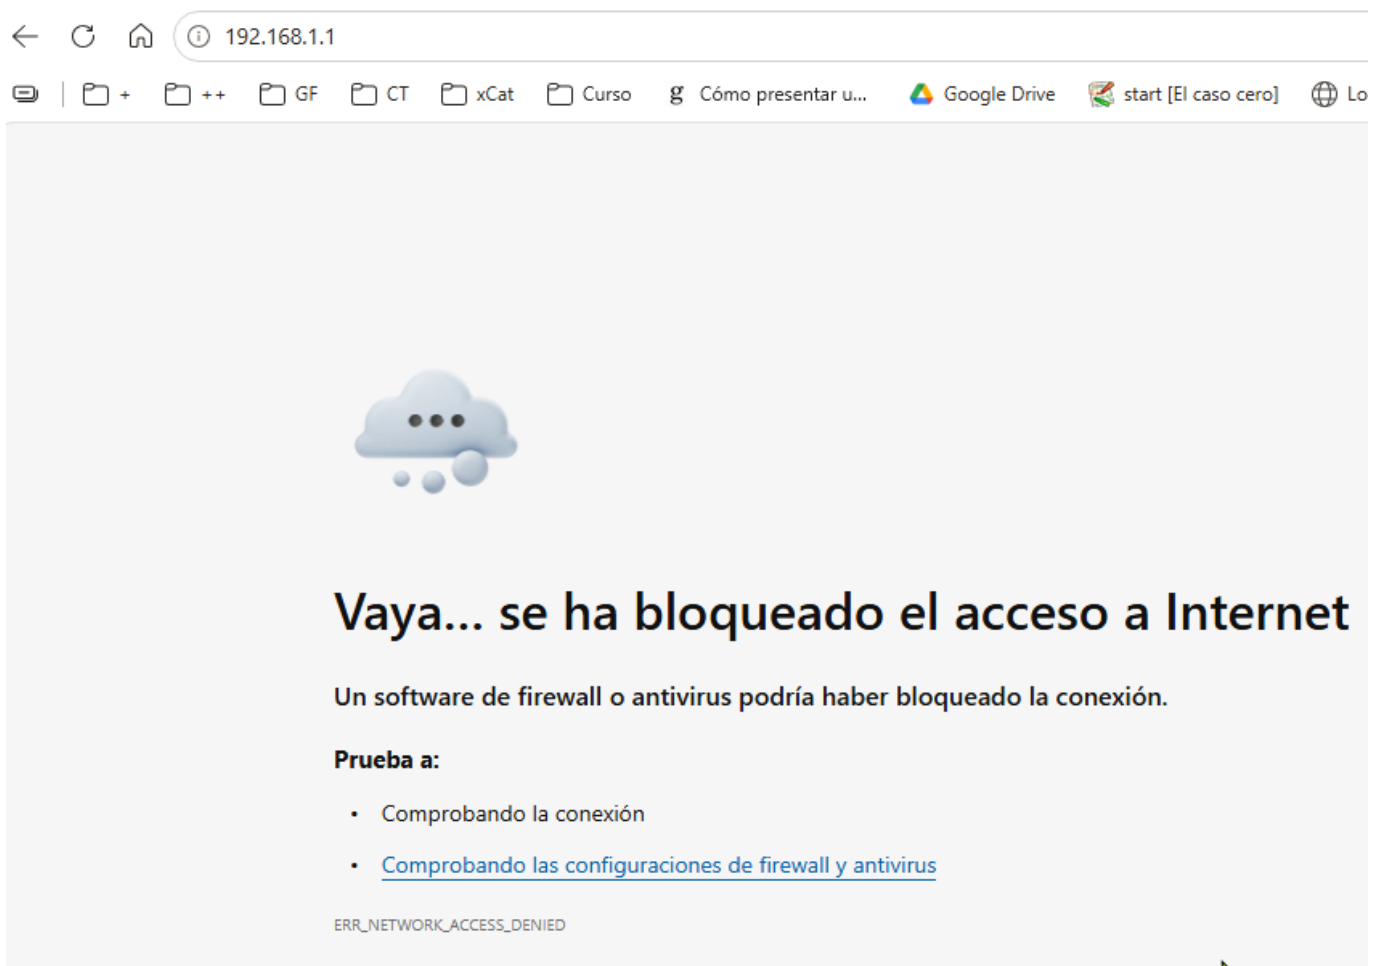 192.168.1.1
+ ++ GF CT xCat Curso g Cómo presentar u... Google Drive start [El caso cero] Lo
Vaya... se ha bloqueado el acceso a Internet
Un software de firewall o antivirus podría haber bloqueado la conexión.
Prueba a:
• Comprobando la conexión
• Comprobando las configuraciones de firewall y antivirus
ERR_NETWORK_ACCESS_DENIED